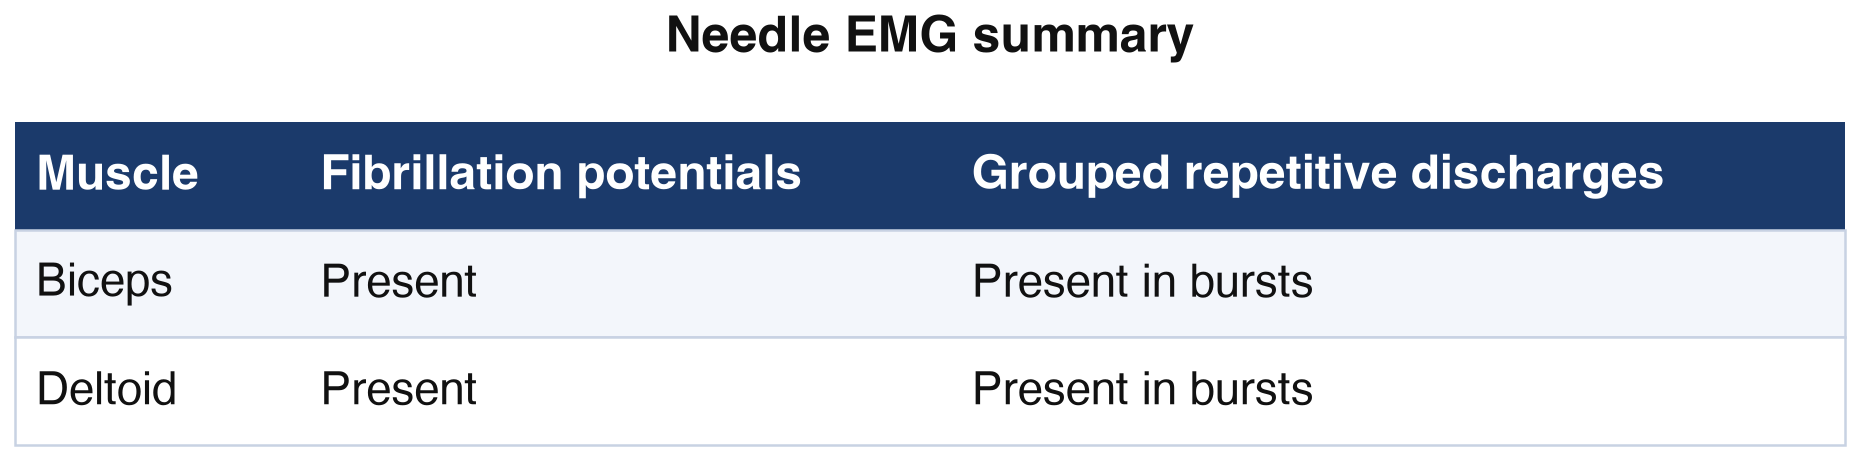 Needle EMG summary
Muscle Fibrillation potentials Grouped repetitive discharges
Biceps Present Present in bursts
Deltoid Present Present in bursts